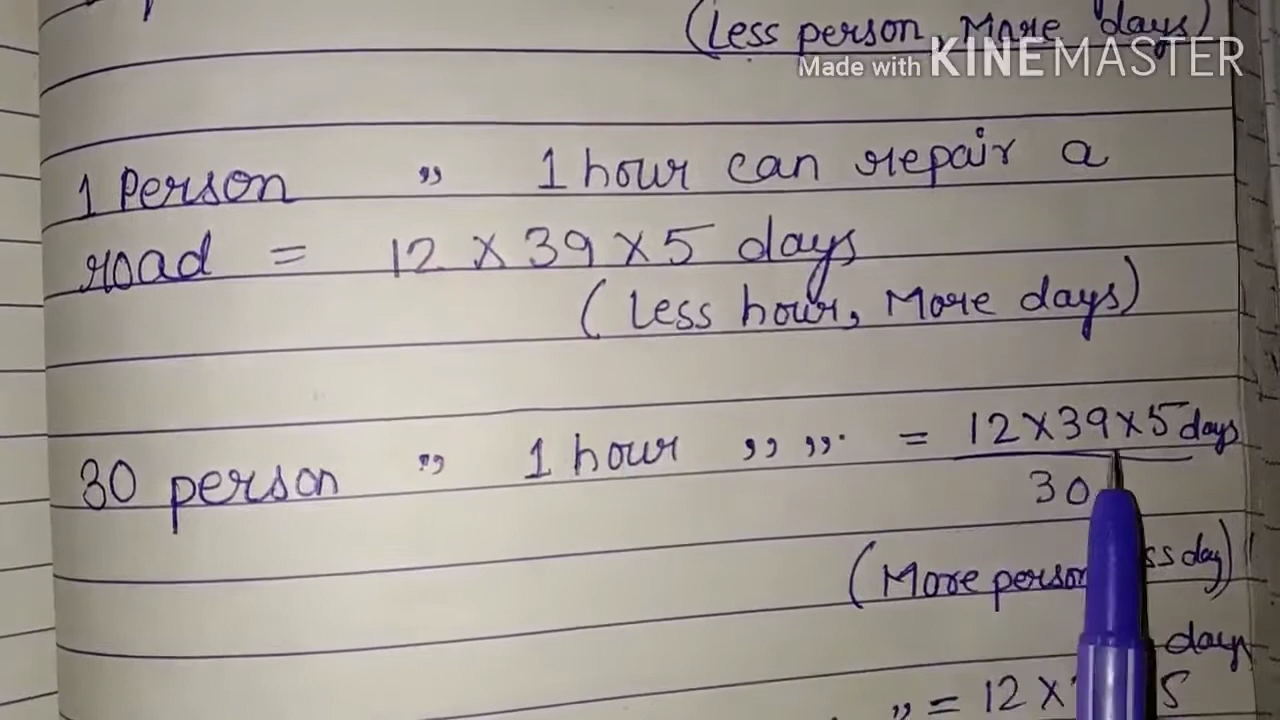 (Less person, More days)
Made with KINEMASTER
1 Person ,, 1 hour can repair a
road = 12 × 39 × 5 days
(Less hour, More days)
30 person ,, 1 hour ,, ,, = 12×39×5 days
30
(More person day)
days
,, = 12 × 5